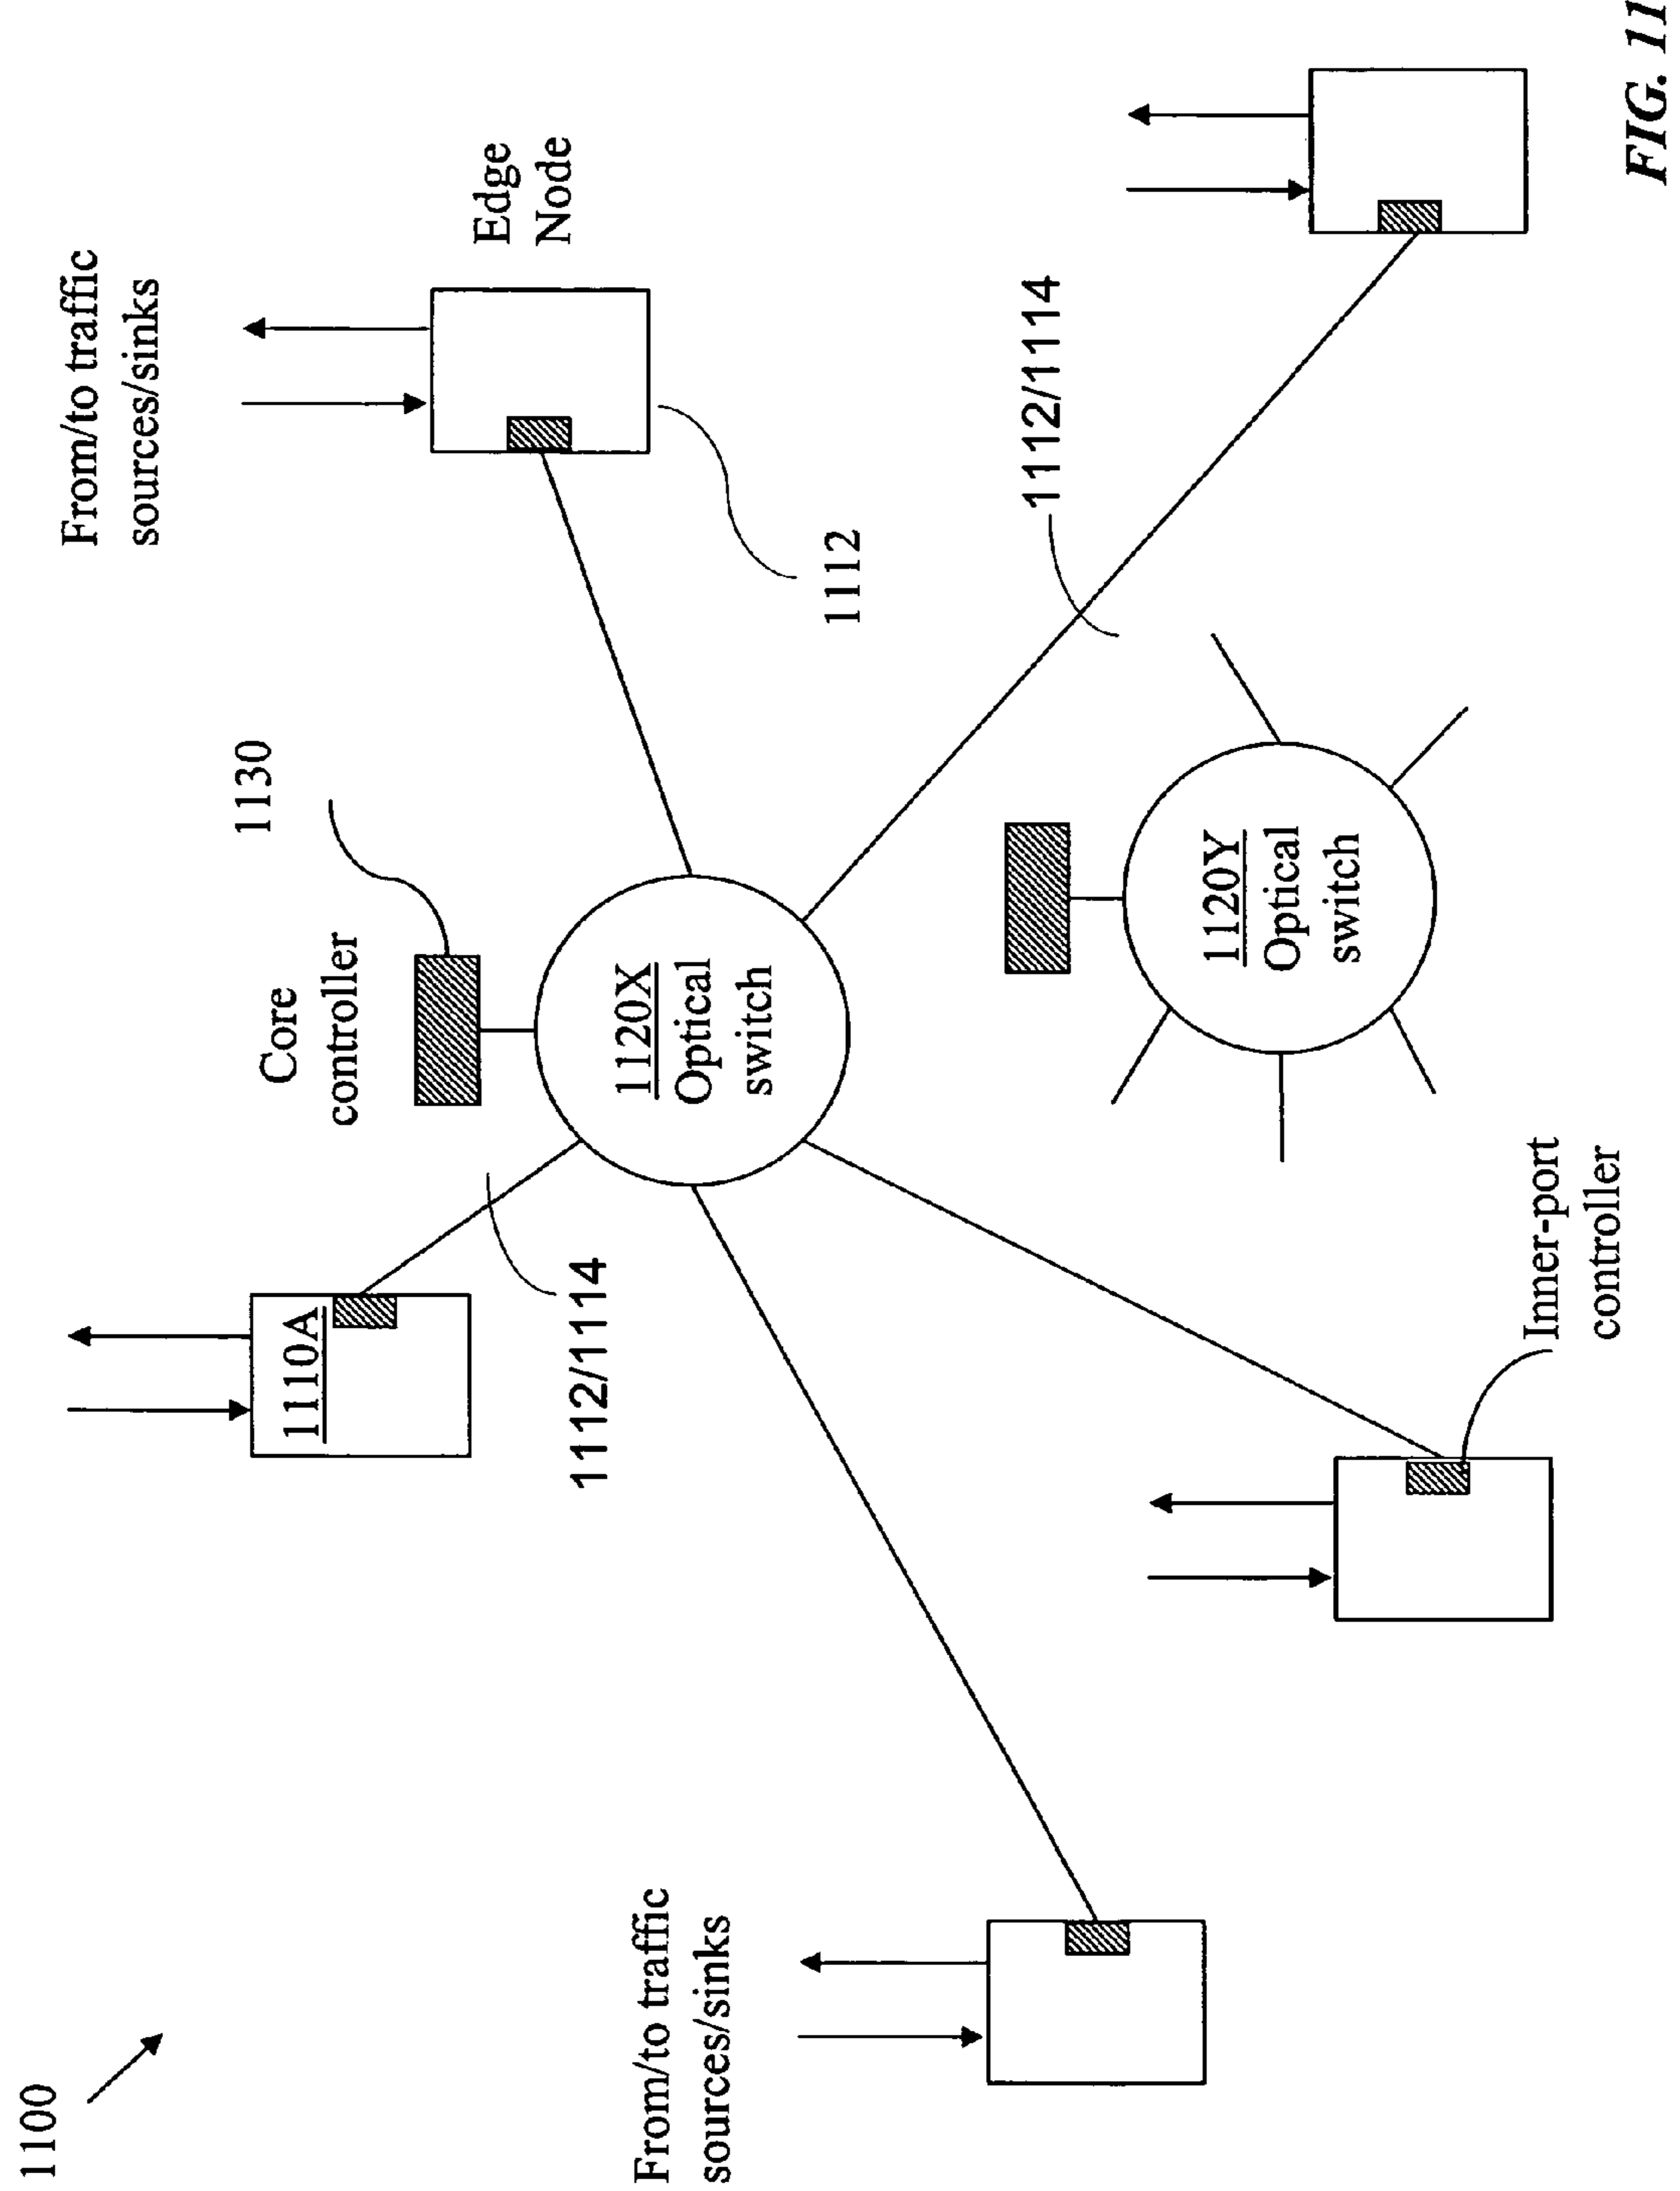 1100
From/to traffic
sources/sinks
1110A
1112/1114
Core
controller
1130
From/to traffic
sources/sinks
Edge
Node
1112
1120X
Optical
switch
1112/1114
1120Y
Optical
switch
Inner-port
controller
FIG. 11